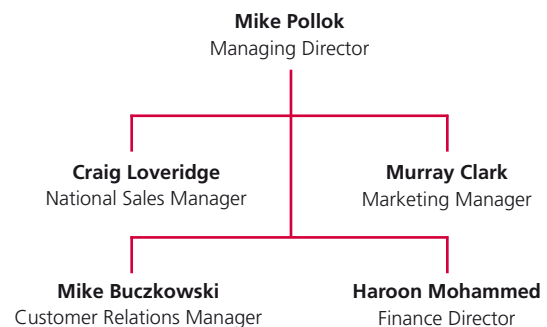 Mike Pollok
Managing Director
Craig Loveridge
National Sales Manager
Murray Clark
Marketing Manager
Mike Buczkowski
Customer Relations Manager
Haroon Mohammed
Finance Director